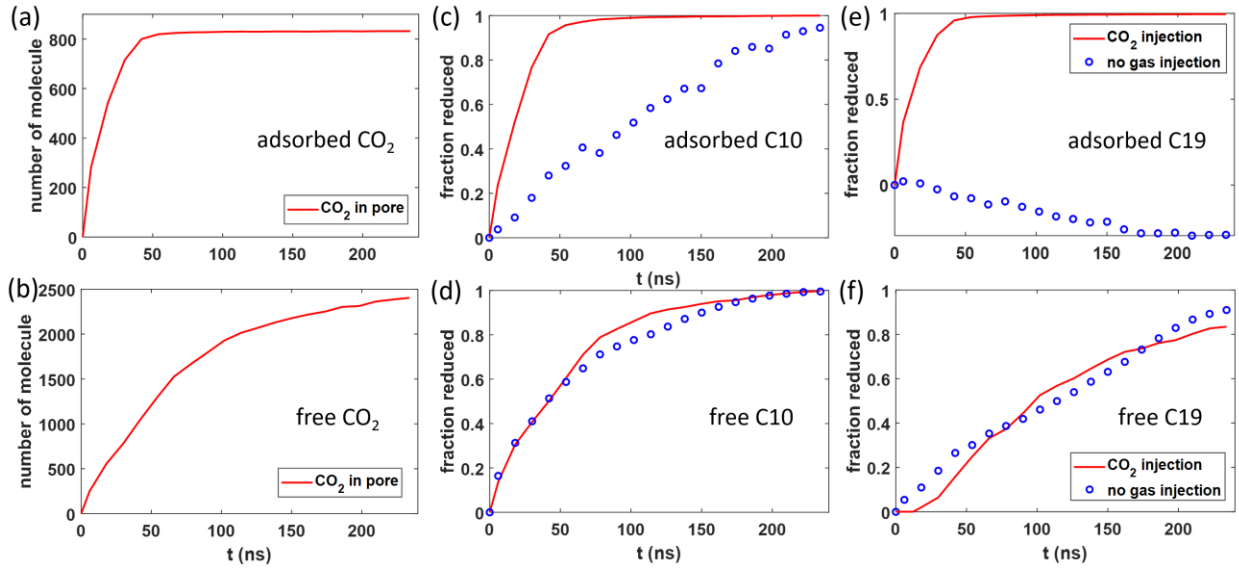 (a)
number of molecule
800
600
400
200
0
0 50 100 150 200
adsorbed CO2
CO2 in pore
(b)
number of molecule
2500
2000
1500
1000
500
0
0 50 100 150 200
t (ns)
free CO2
CO2 in pore
(c)
fraction reduced
1
0.8
0.6
0.4
0.2
0
0 50 100 150 200
t (ns)
adsorbed C10
(d)
fraction reduced
1
0.8
0.6
0.4
0.2
0
0 50 100 150 200
t (ns)
free C10
(e)
fraction reduced
1
0.5
0
0 50 100 150 200
CO2 injection
no gas injection
adsorbed C19
(f)
fraction reduced
1
0.8
0.6
0.4
0.2
0
0 50 100 150 200
t (ns)
free C19
CO2 injection
no gas injection